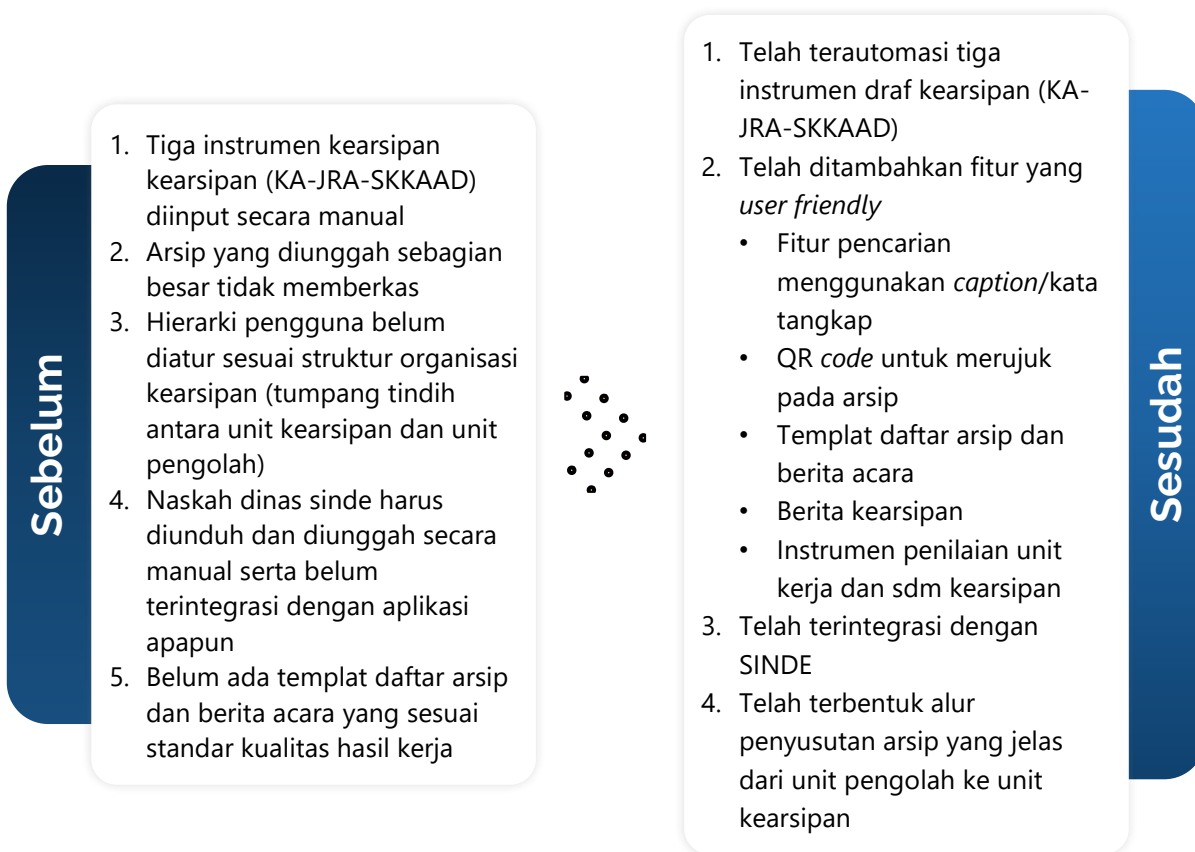 Sebelum
1. Tiga instrumen kearsipan
kearsipan (KA-JRA-SKKAAD)
diinput secara manual
2. Arsip yang diunggah sebagian
besar tidak memberkas
3. Hierarki pengguna belum
diatur sesuai struktur organisasi
kearsipan (tumpang tindih
antara unit kearsipan dan unit
pengolah)
4. Naskah dinas sinde harus
diunduh dan diunggah secara
manual serta belum
terintegrasi dengan aplikasi
apapun
5. Belum ada templat daftar arsip
dan berita acara yang sesuai
standar kualitas hasil kerja
1. Telah terautomasi tiga
instrumen draf kearsipan (KA-
JRA-SKKAAD)
2. Telah ditambahkan fitur yang
user friendly
• Fitur pencarian
menggunakan caption/kata
tangkap
• QR code untuk merujuk
pada arsip
• Templat daftar arsip dan
berita acara
• Berita kearsipan
• Instrumen penilaian unit
kerja dan sdm kearsipan
3. Telah terintegrasi dengan
SINDE
4. Telah terbentuk alur
penyusutan arsip yang jelas
dari unit pengolah ke unit
kearsipan
Sesudah